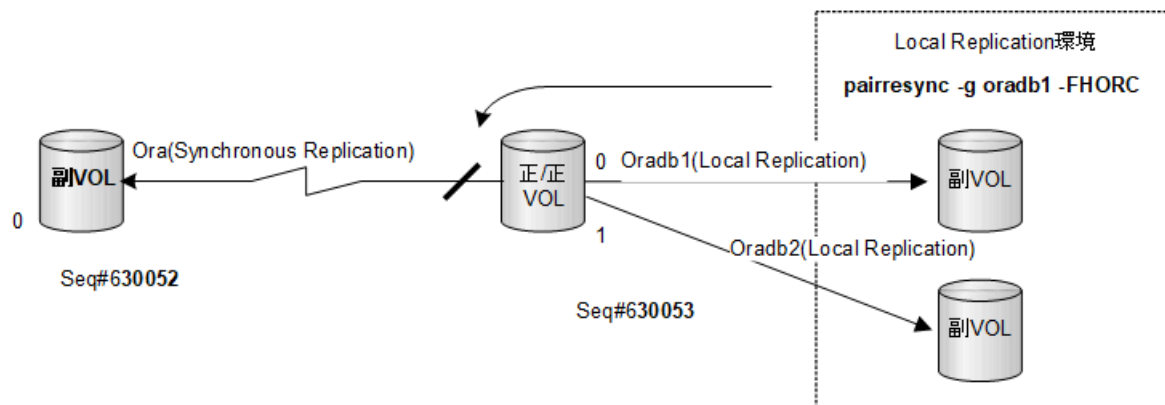 Local Replication環境
pairresync -g oradb1 -FHORC
Ora(Synchronous Replication)
副VOL
0
Seq#630052
正/正
VOL
0
1
Seq#630053
Oradb1(Local Replication)
副VOL
Oradb2(Local Replication)
副VOL